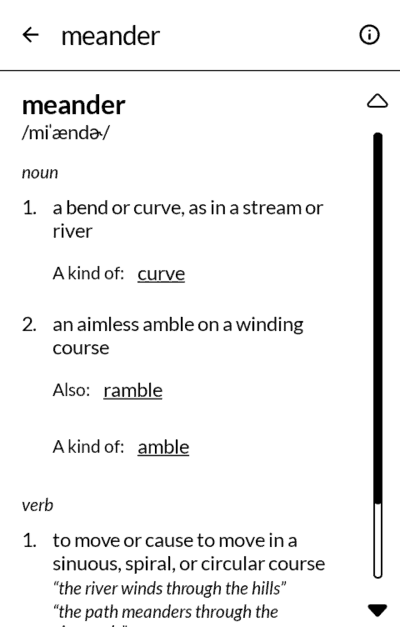 meander
meander
/miˈændɚ/
noun
1. a bend or curve, as in a stream or
river
A kind of: curve
2. an aimless amble on a winding
course
Also: ramble
A kind of: amble
verb
1. to move or cause to move in a
sinuous, spiral, or circular course
“the river winds through the hills”
“the path meanders through the